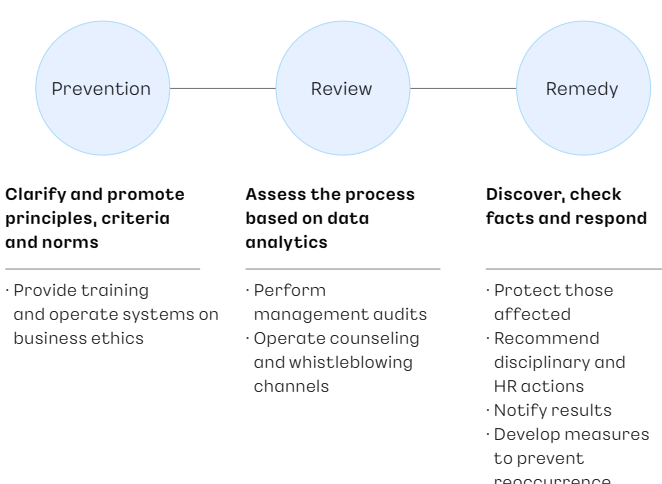 Prevention
Review
Remedy
Clarify and promote
principles, criteria
and norms
Assess the process
based on data
analytics
Discover, check
facts and respond
· Provide training
and operate systems on
business ethics
· Perform
management audits
· Operate counseling
and whistleblowing
channels
· Protect those
affected
· Recommend
disciplinary and
HR actions
· Notify results
· Develop measures
to prevent
reoccurrence